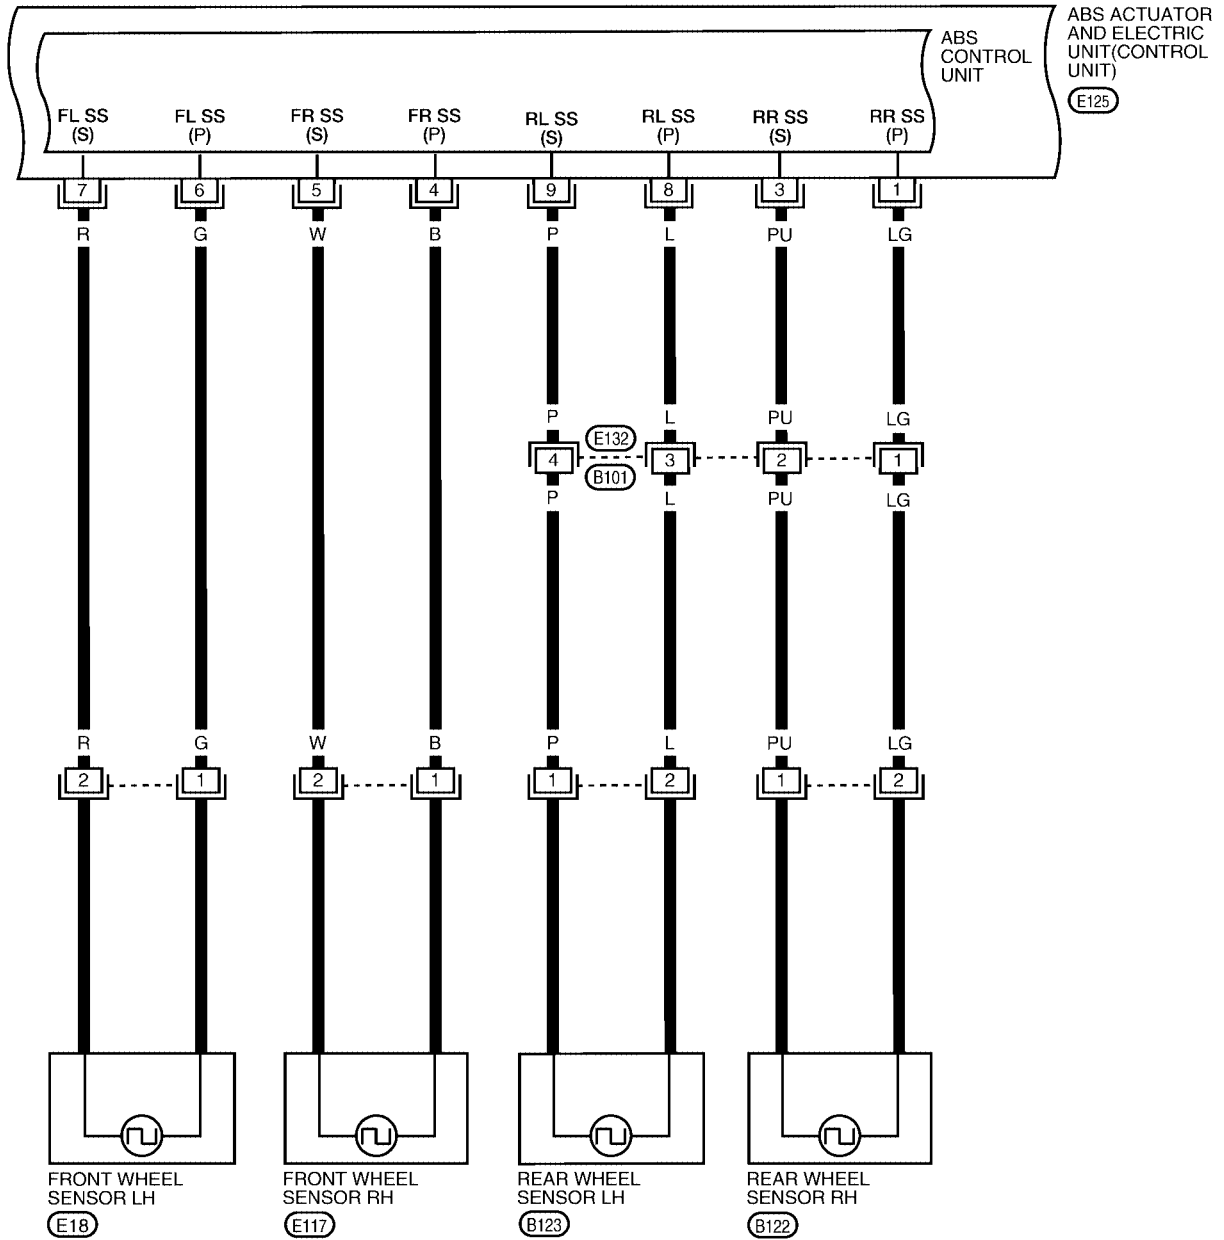 ABS ACTUATOR
AND ELECTRIC
UNIT(CONTROL
UNIT)
E125
ABS
CONTROL
UNIT
FL SS
(S)
FL SS
(P)
FR SS
(S)
FR SS
(P)
RL SS
(S)
RL SS
(P)
RR SS
(S)
RR SS
(P)
7 6 5 4 9 8 3 1
R G W B P L PU LG
P L PU LG
E132
4 3 2 1
B101
P L PU LG
R G W B P L PU LG
2 1 2 1 1 2 1 2
FRONT WHEEL
SENSOR LH
E18
FRONT WHEEL
SENSOR RH
E117
REAR WHEEL
SENSOR LH
B123
REAR WHEEL
SENSOR RH
B122